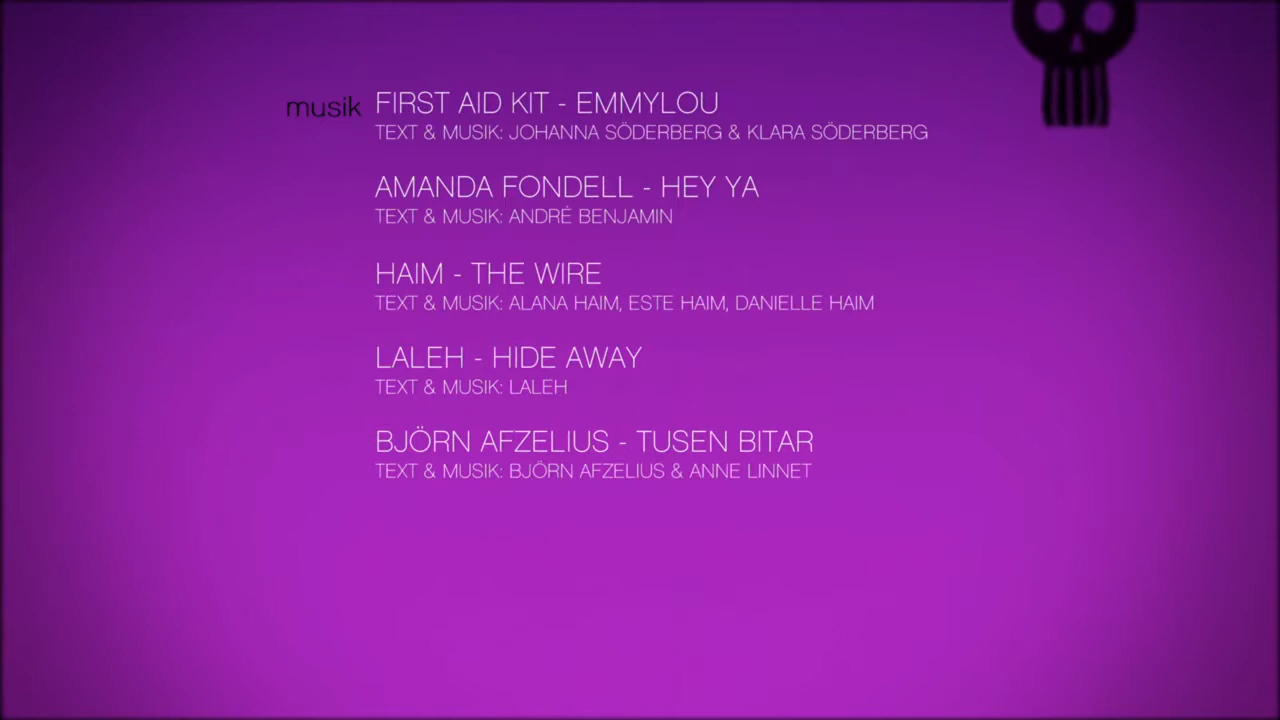 musik FIRST AID KIT - EMMYLOU
TEXT & MUSIK: JOHANNA SÖDERBERG & KLARA SÖDERBERG
AMANDA FONDELL - HEY YA
TEXT & MUSIK: ANDRÉ BENJAMIN
HAIM - THE WIRE
TEXT & MUSIK: ALANA HAIM, ESTE HAIM, DANIELLE HAIM
LALEH - HIDE AWAY
TEXT & MUSIK: LALEH
BJÖRN AFZELIUS - TUSEN BITAR
TEXT & MUSIK: BJÖRN AFZELIUS & ANNE LINNET